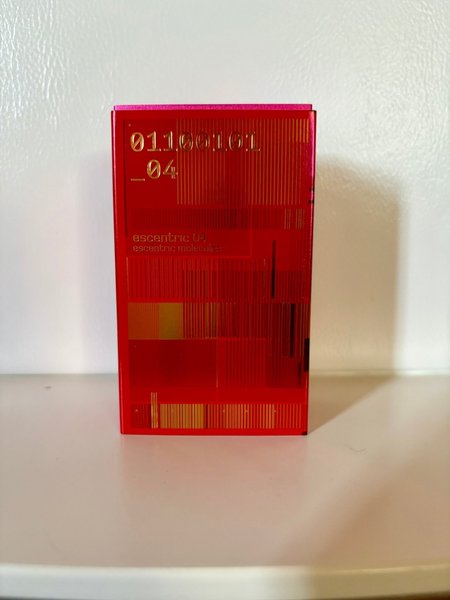 01100101
_04
escentric 04
escentric molecules